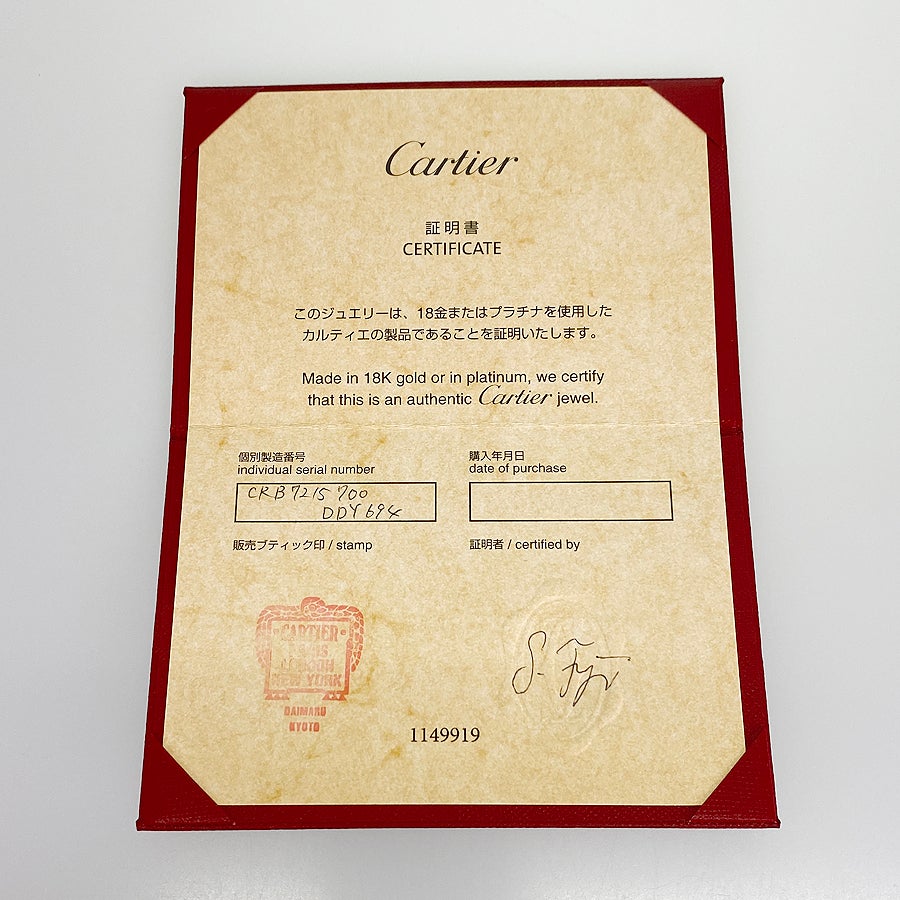 Cartier
証明書
CERTIFICATE
このジュエリーは、18金またはプラチナを使用した
カルティエの製品であることを証明いたします。
Made in 18K gold or in platinum, we certify
that this is an authentic Cartier jewel.
個別製造番号
individual serial number
CRB7215700
DDY694
購入年月日
date of purchase
販売ブティック印 / stamp
証明者 / certified by
CARTIER
PARIS
LONDON
NEW YORK
DAIMARU
KYOTO
1149919